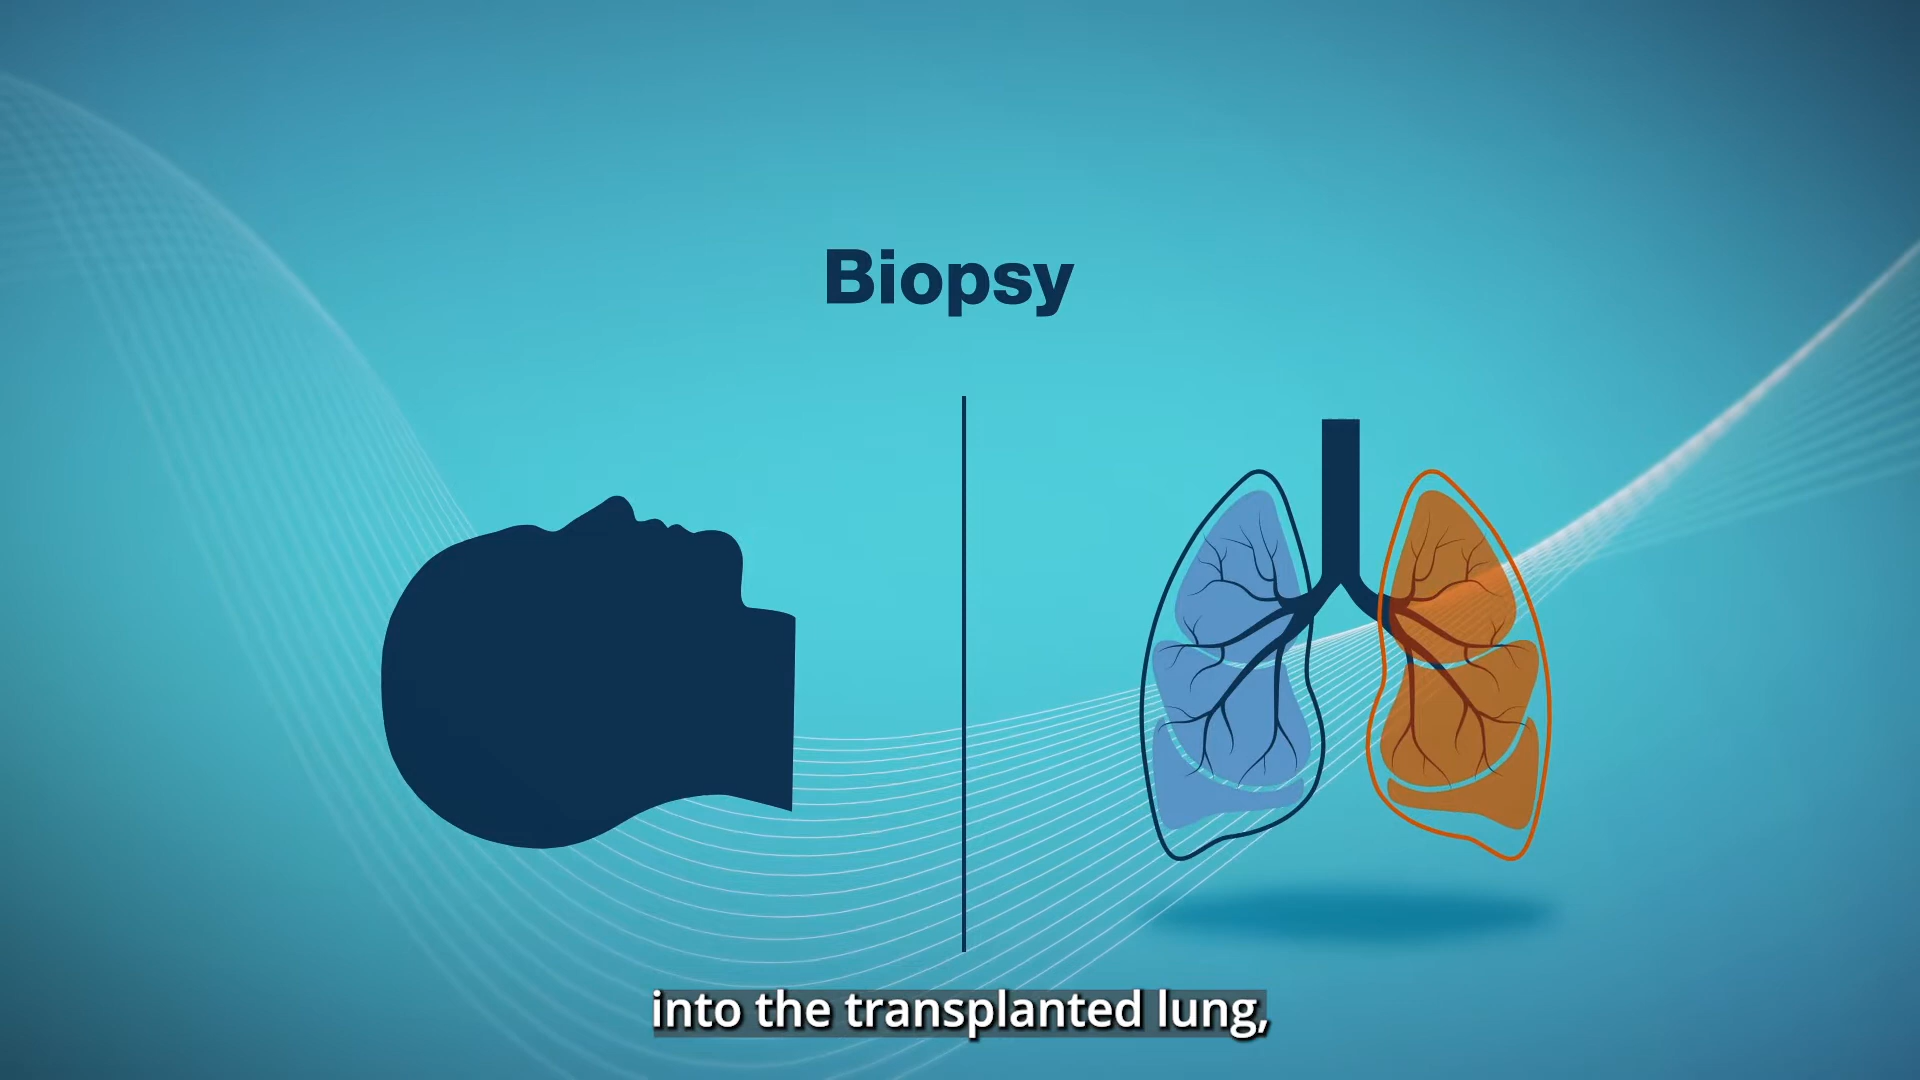 Biopsy
into the transplanted lung,